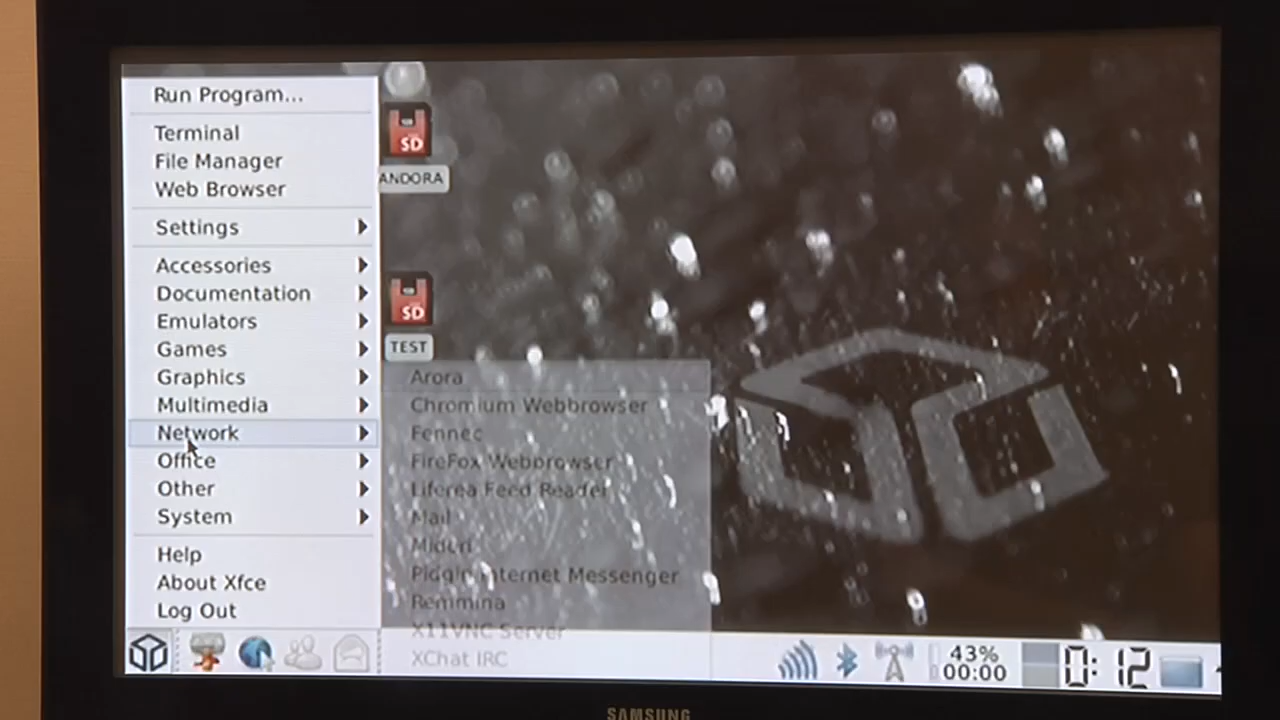 Run Program...
Terminal
File Manager
Web Browser
Settings
Accessories
Documentation
Emulators
Games
Graphics
Multimedia
Network
Office
Other
System
Help
About Xfce
Log Out
SD
ANDORA
SD
TEST
Arora
Chromium Webbrowser
Fennec
FireFox Webbrowser
Liferea Feed Reader
Mail
Midori
Pidgin Internet Messenger
Remmina
X11VNC Server
XChat IRC
43%
00:00
0:12
SAMSUNG